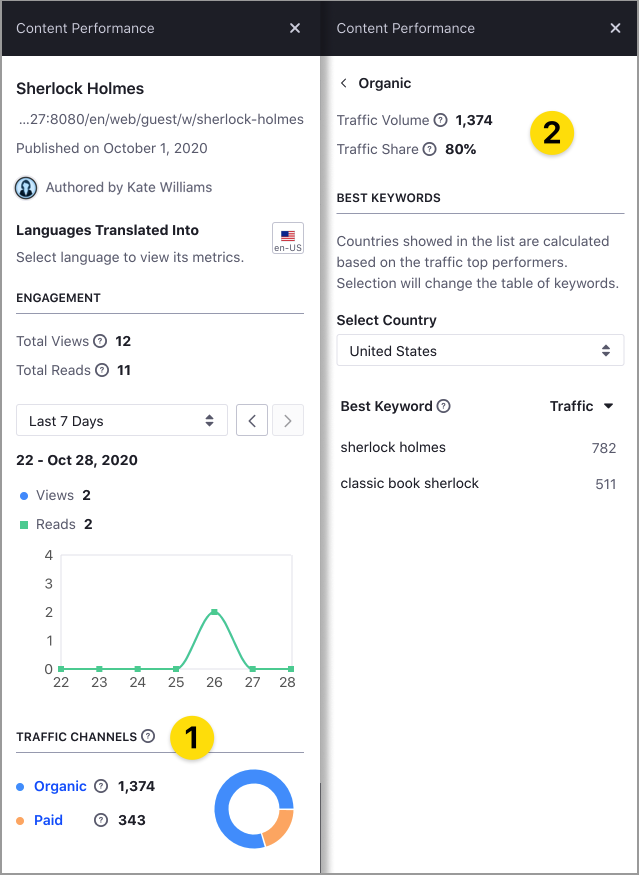 Content Performance
Sherlock Holmes
...27:8080/en/web/guest/w/sherlock-holmes
Published on October 1, 2020
Authored by Kate Williams
Languages Translated Into
en-US
Select language to view its metrics.
ENGAGEMENT
Total Views ? 12
Total Reads ? 11
Last 7 Days
22 - Oct 28, 2020
Views 2
Reads 2
4
3
2
1
0
22 23 24 25 26 27 28
TRAFFIC CHANNELS ? 1
Organic ? 1,374
Paid ? 343
Content Performance
Organic
Traffic Volume ? 1,374
Traffic Share ? 80%
2
BEST KEYWORDS
Countries showed in the list are calculated
based on the traffic top performers.
Selection will change the table of keywords.
Select Country
United States
Best Keyword ? Traffic
sherlock holmes 782
classic book sherlock 511